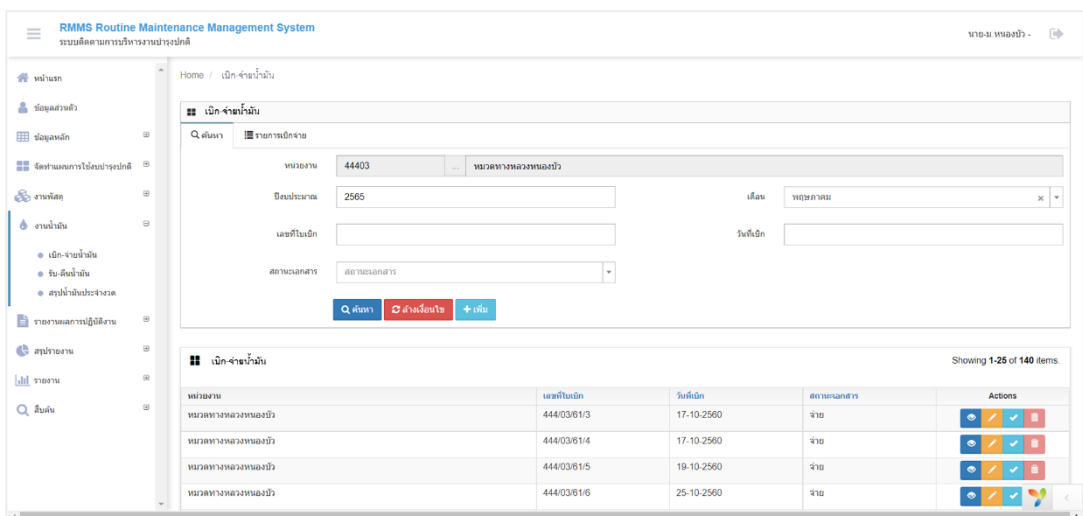 RMMS Routine Maintenance Management System
ระบบติดตามการบริหารงานบำรุงปกติ
นาย-ม.หนองบัว -
หน้าแรก
ข้อมูลส่วนตัว
ข้อมูลหลัก
จัดทำแผนการใช้งบบำรุงปกติ
งานพัสดุ
งานน้ำมัน
เบิก-จ่ายน้ำมัน
รับ-คืนน้ำมัน
สรุปน้ำมันประจำงวด
รายงานผลการปฏิบัติงาน
สรุปรายงาน
รายงาน
สืบค้น
Home / เบิก-จ่ายน้ำมัน
เบิก-จ่ายน้ำมัน
ค้นหา รายการเบิกจ่าย
หน่วยงาน 44403 ... หมวดทางหลวงหนองบัว
ปีงบประมาณ 2565 เดือน พฤษภาคม
เลขที่ใบเบิก วันที่เบิก
สถานะเอกสาร สถานะเอกสาร
ค้นหา ล้างเงื่อนไข เพิ่ม
เบิก-จ่ายน้ำมัน Showing 1-25 of 140 items.
หน่วยงาน เลขที่ใบเบิก วันที่เบิก สถานะเอกสาร Actions
หมวดทางหลวงหนองบัว 444/03/61/3 17-10-2560 จ่าย
หมวดทางหลวงหนองบัว 444/03/61/4 17-10-2560 จ่าย
หมวดทางหลวงหนองบัว 444/03/61/5 19-10-2560 จ่าย
หมวดทางหลวงหนองบัว 444/03/61/6 25-10-2560 จ่าย